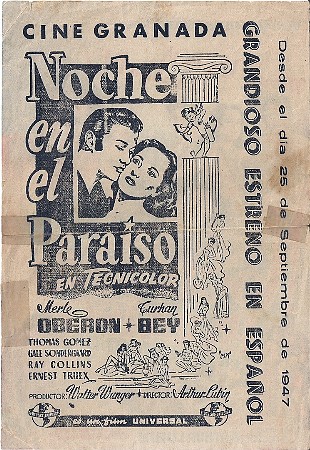 CINE GRANADA
Noche
en
el
Paraiso
EN TECNICOLOR
Merle Turhan
OBERON BEY
THOMAS GOMEZ
GALE SONDERGAARD
RAY COLLINS
ERNEST TRUEX
PRODUCTOR: Walter Wanger DIRECTOR: Arthur Lubin
es un film UNIVERSAL
GRANDIOSO ESTRENO EN ESPAÑOL
Desde el día 25 de Septiembre de 1947